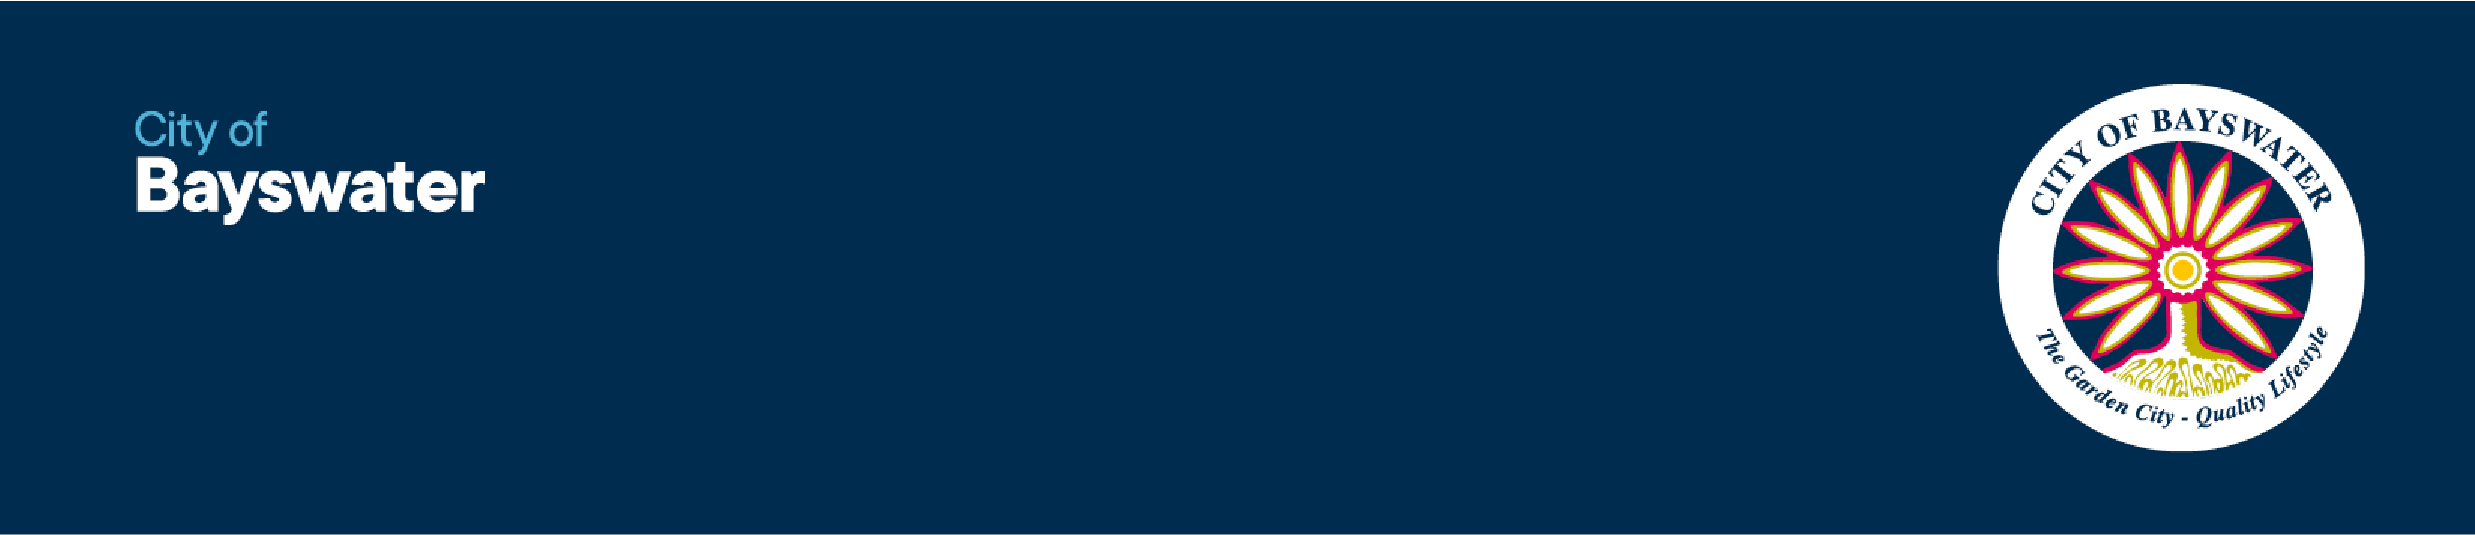 City of
Bayswater
CITY OF BAYSWATER
The Garden City - Quality Lifestyle